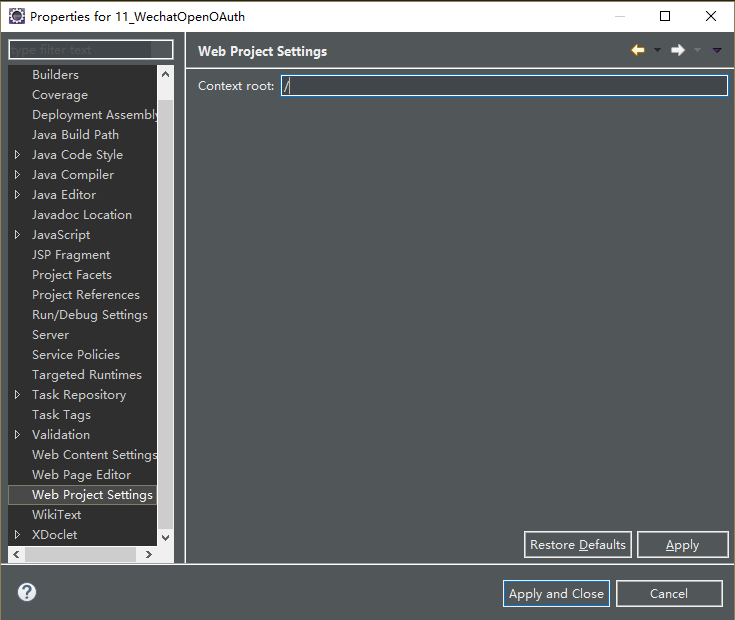 Properties for 11_WechatOpenOAuth
type filter text
Builders
Coverage
Deployment Assembly
Java Build Path
Java Code Style
Java Compiler
Java Editor
Javadoc Location
JavaScript
JSP Fragment
Project Facets
Project References
Run/Debug Settings
Server
Service Policies
Targeted Runtimes
Task Repository
Task Tags
Validation
Web Content Settings
Web Page Editor
Web Project Settings
WikiText
XDoclet
Web Project Settings
Context root: /
Restore Defaults Apply
? Apply and Close Cancel